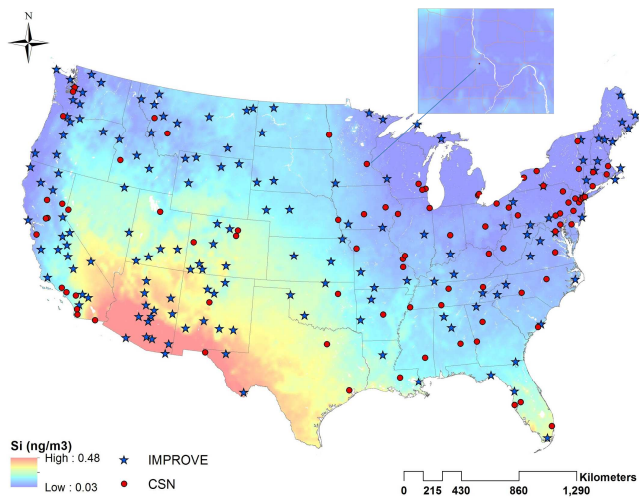 N
Si (ng/m3)
High : 0.48
Low : 0.03
IMPROVE
CSN
Kilometers
0 215 430 860 1,290